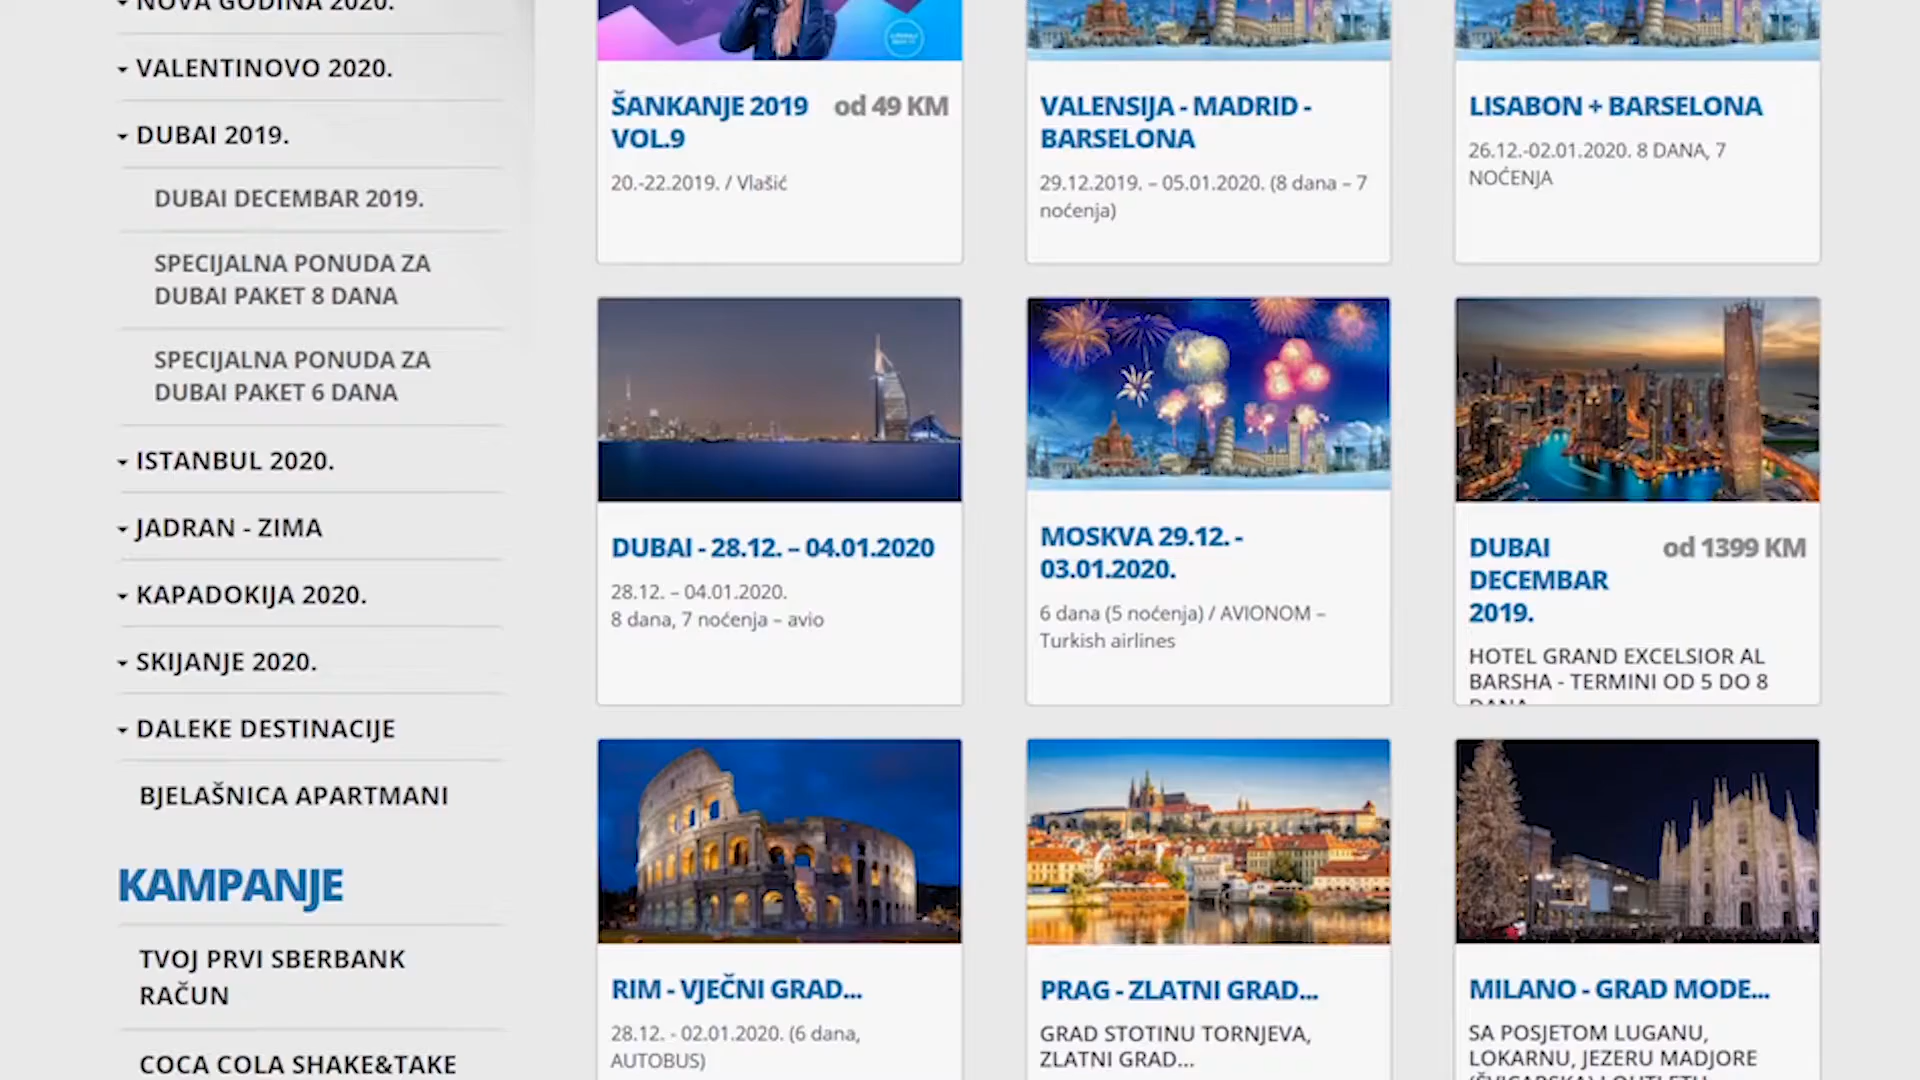 NOVA GODINA 2020.
VALENTINOVO 2020.
DUBAI 2019.
DUBAI DECEMBAR 2019.
SPECIJALNA PONUDA ZA
DUBAI PAKET 8 DANA
SPECIJALNA PONUDA ZA
DUBAI PAKET 6 DANA
ISTANBUL 2020.
JADRAN - ZIMA
KAPADOKIJA 2020.
SKIJANJE 2020.
DALEKE DESTINACIJE
BJELAŠNICA APARTMANI
KAMPANJE
TVOJ PRVI SBERBANK
RAČUN
COCA COLA SHAKE&TAKE
ŠANKANJE 2019 od 49 KM
VOL.9
20.-22.2019. / Vlašić
VALENSIJA - MADRID -
BARSELONA
29.12.2019. – 05.01.2020. (8 dana – 7
noćenja)
LISABON + BARSELONA
26.12.-02.01.2020. 8 DANA, 7
NOĆENJA
DUBAI - 28.12. – 04.01.2020
28.12. – 04.01.2020.
8 dana, 7 noćenja – avio
MOSKVA 29.12. -
03.01.2020.
6 dana (5 noćenja) / AVIONOM –
Turkish airlines
DUBAI od 1399 KM
DECEMBAR
2019.
HOTEL GRAND EXCELSIOR AL
BARSHA - TERMINI OD 5 DO 8
DANA
RIM - VJEČNI GRAD...
28.12. - 02.01.2020. (6 dana,
AUTOBUS)
PRAG - ZLATNI GRAD...
GRAD STOTINU TORNJEVA,
ZLATNI GRAD...
MILANO - GRAD MODE...
SA POSJETOM LUGANU,
LOKARNU, JEZERU MADJORE
(ŠVICARSKA) I OUTLETU